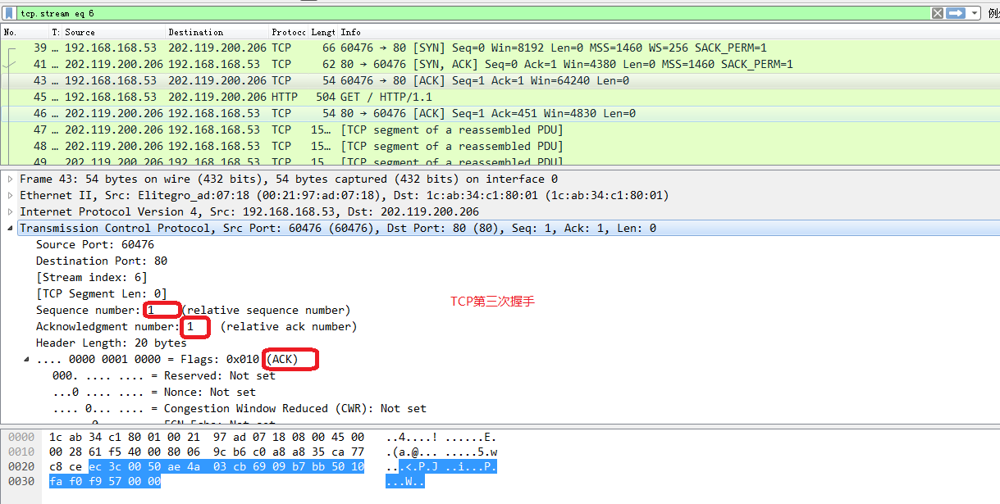 tcp.stream eq 6
No. T: Source Destination Protocc Lengt Info
39 … 192.168.168.53 202.119.200.206 TCP 66 60476 → 80 [SYN] Seq=0 Win=8192 Len=0 MSS=1460 WS=256 SACK_PERM=1
41 … 202.119.200.206 192.168.168.53 TCP 62 80 → 60476 [SYN, ACK] Seq=0 Ack=1 Win=4380 Len=0 MSS=1460 SACK_PERM=1
43 … 192.168.168.53 202.119.200.206 TCP 54 60476 → 80 [ACK] Seq=1 Ack=1 Win=64240 Len=0
45 … 192.168.168.53 202.119.200.206 HTTP 504 GET / HTTP/1.1
46 … 202.119.200.206 192.168.168.53 TCP 54 80 → 60476 [ACK] Seq=1 Ack=451 Win=4830 Len=0
47 … 202.119.200.206 192.168.168.53 TCP 15… [TCP segment of a reassembled PDU]
48 … 202.119.200.206 192.168.168.53 TCP 15… [TCP segment of a reassembled PDU]
49 … 202.119.200.206 192.168.168.53 TCP 15… [TCP segment of a reassembled PDU]
Frame 43: 54 bytes on wire (432 bits), 54 bytes captured (432 bits) on interface 0
Ethernet II, Src: Elitegro_ad:07:18 (00:21:97:ad:07:18), Dst: 1c:ab:34:c1:80:01 (1c:ab:34:c1:80:01)
Internet Protocol Version 4, Src: 192.168.168.53, Dst: 202.119.200.206
Transmission Control Protocol, Src Port: 60476 (60476), Dst Port: 80 (80), Seq: 1, Ack: 1, Len: 0
Source Port: 60476
Destination Port: 80
[Stream index: 6]
[TCP Segment Len: 0]
TCP第三次握手
Sequence number: 1 (relative sequence number)
Acknowledgment number: 1 (relative ack number)
Header Length: 20 bytes
.... 0000 0001 0000 = Flags: 0x010 (ACK)
000. .... .... = Reserved: Not set
...0 .... .... = Nonce: Not set
.... 0... .... = Congestion Window Reduced (CWR): Not set
0000 1c ab 34 c1 80 01 00 21 97 ad 07 18 08 00 45 00 ..4....! ......E.
0010 00 28 61 f5 40 00 80 06 9c b6 c0 a8 a8 35 ca 77 .(a.@... .....5.w
0020 c8 ce ec 3c 00 50 ae 4a 03 cb 69 09 b7 bb 50 10 ...<.P.J ..i...P.
0030 fa f0 f9 57 00 00 ...W..